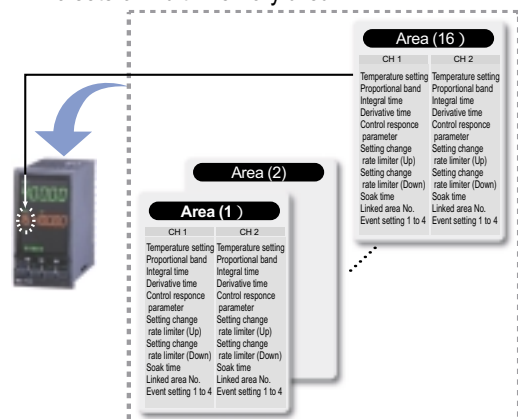 Area (16)
CH 1 CH 2
Temperature setting Temperature setting
Proportional band Proportional band
Integral time Integral time
Derivative time Derivative time
Control responce Control responce
parameter parameter
Setting change Setting change
rate limiter (Up) rate limiter (Up)
Setting change Setting change
rate limiter (Down) rate limiter (Down)
Soak time Soak time
Linked area No. Linked area No.
Event setting 1 to 4 Event setting 1 to 4
Area (2)
Area (1)
CH 1 CH 2
Temperature setting Temperature setting
Proportional band Proportional band
Integral time Integral time
Derivative time Derivative time
Control responce Control responce
parameter parameter
Setting change Setting change
rate limiter (Up) rate limiter (Up)
Setting change Setting change
rate limiter (Down) rate limiter (Down)
Soak time Soak time
Linked area No. Linked area No.
Event setting 1 to 4 Event setting 1 to 4